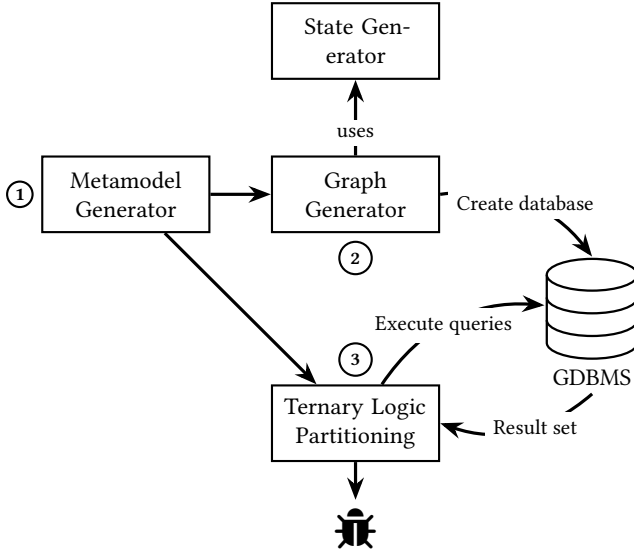 State Gen-
erator
uses
1
Metamodel
Generator
Graph
Generator
Create database
2
Execute queries
3
GDBMS
Ternary Logic
Partitioning
Result set